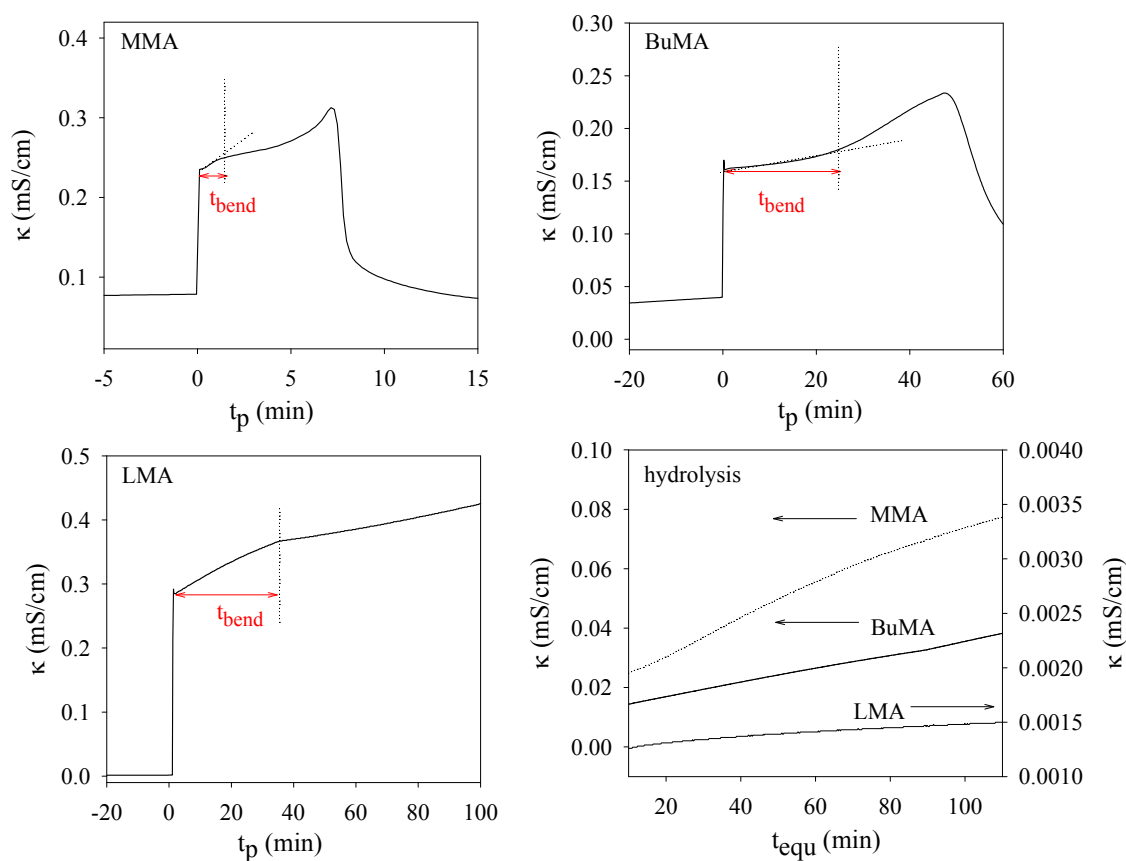 MMA
0.4
0.3
0.2
0.1
κ (mS/cm)
t_bend
-5 0 5 10 15
t_p (min)
BuMA
0.30
0.25
0.20
0.15
0.10
0.05
0.00
κ (mS/cm)
t_bend
-20 0 20 40 60
t_p (min)
LMA
0.5
0.4
0.3
0.2
0.1
0.0
κ (mS/cm)
t_bend
-20 0 20 40 60 80 100
t_p (min)
hydrolysis
0.10
0.08
0.06
0.04
0.02
0.00
κ (mS/cm)
MMA
BuMA
LMA
0.0040
0.0035
0.0030
0.0025
0.0020
0.0015
0.0010
κ (mS/cm)
20 40 60 80 100
t_equ (min)